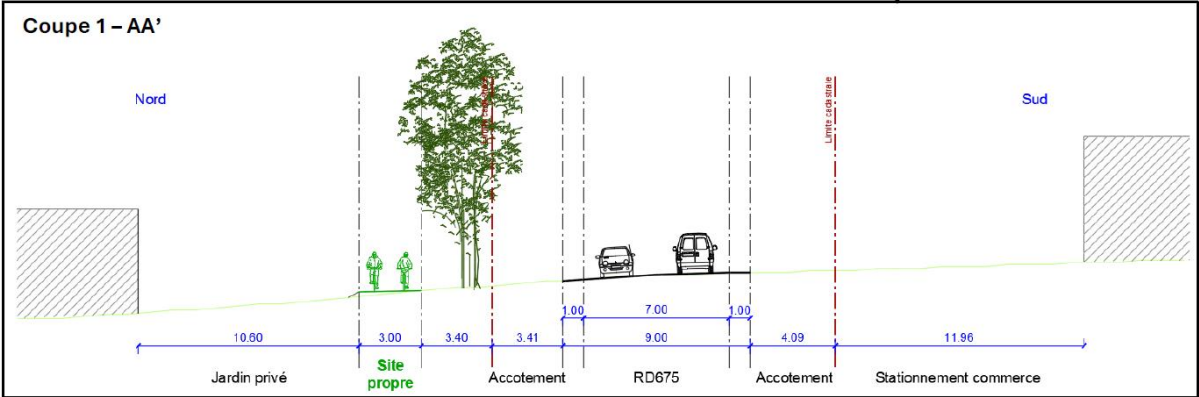 Coupe 1 – AA'
Nord
Sud
Limite cadastrale
Limite cadastrale
1.00 7.00 1.00
10.60 3.00 3.40 3.41 9.00 4.09 11.96
Jardin privé
Site
propre
Accotement
RD675
Accotement
Stationnement commerce